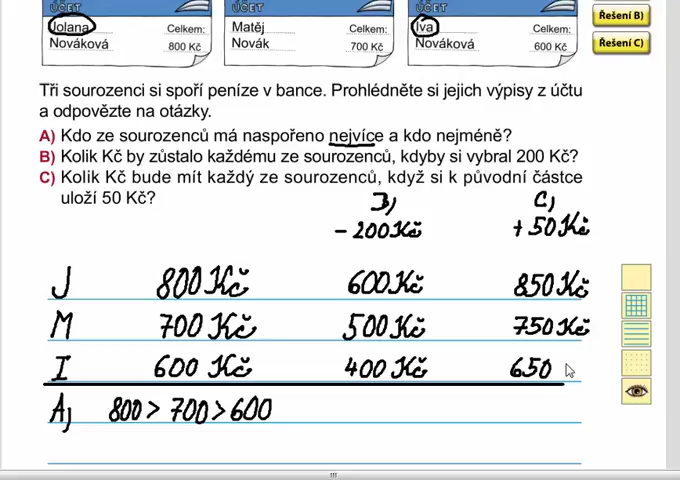 ÚČET
ÚČET
ÚČET
Jolana
Celkem:
Nováková
800 Kč
Matěj
Celkem:
Novák
700 Kč
Iva
Celkem:
Nováková
600 Kč
Řešení B)
Řešení C)
Tři sourozenci si spoří peníze v bance. Prohlédněte si jejich výpisy z účtu
a odpovězte na otázky.
A) Kdo ze sourozenců má naspořeno nejvíce a kdo nejméně?
B) Kolik Kč by zůstalo každému ze sourozenců, kdyby si vybral 200 Kč?
C) Kolik Kč bude mít každý ze sourozenců, když si k původní částce
uloží 50 Kč?
B) C)
- 200 Kč + 50 Kč
J 800 Kč 600 Kč 850 Kč
M 700 Kč 500 Kč 750 Kč
I 600 Kč 400 Kč 650
A) 800 > 700 > 600